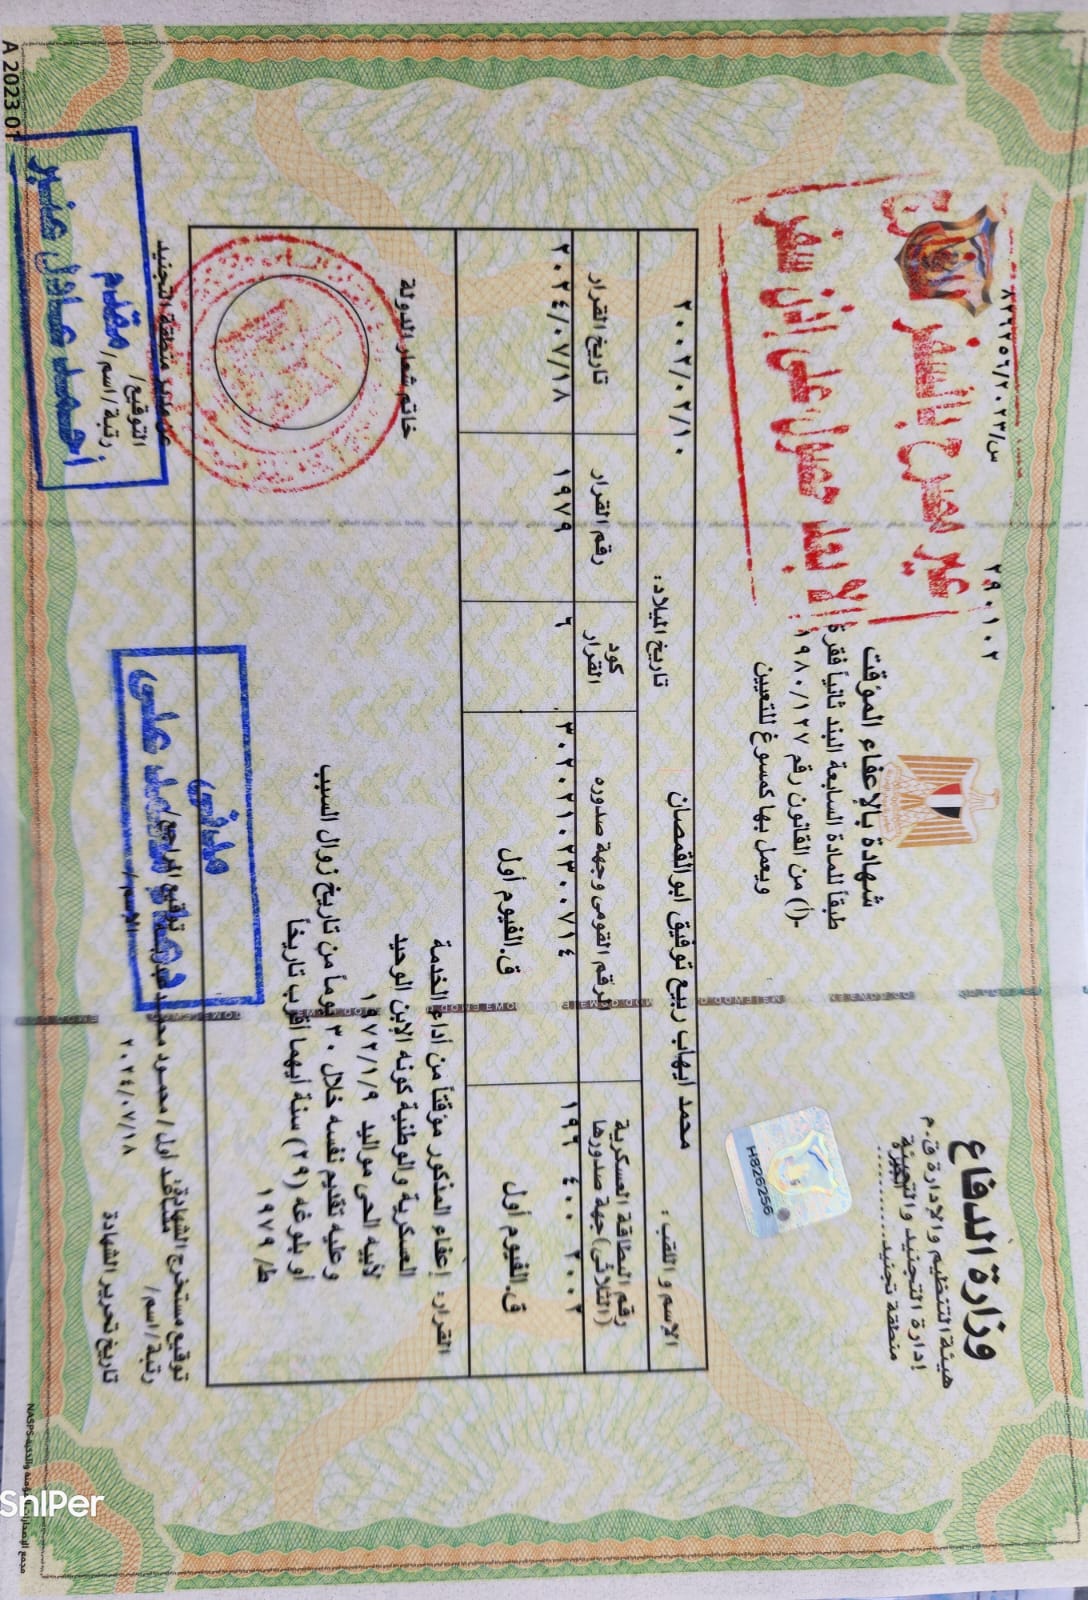 وزارة الدفاع
هيئة التنظيم والإدارة ق.م
إدارة التجنيد والتعبئة
منطقة تجنيد..........
الجيزة
٢٩٠١٠٢
س/٨٢٦٢٥٦/٢٠٢٣
غير مصرح بالسفر للخارج
الا بعد حصول على إذن سفر
شهادة بالإعفاء المؤقت
طبقاً للمادة السابعة البند ثانياً فقرة
-(أ) من القانون رقم ١٩٨٠/١٢٧
ويعمل بها كمسوغ للتعيين
H826256
الإسم و اللقب : محمد ايهاب ربيع توفيق ابوالقمصان تاريخ الميلاد: ٢٠٠٢/٠٢/١٠
رقم البطاقة العسكرية (الثلاثى) جهة صدورها
الرقم القومى وجهة صدوره
كود القرار
رقم القرار
تاريخ القرار
٢٠٠٢ ٤٠٠ ١٩٦
٣٠٢٠٢١٠٢٣٠٠٧١٤
٦
١٩٧٩
٢٠٢٤/٠٧/١٨
ق.الفيوم أول
ق.الفيوم أول
القرار: إعفاء المذكور مؤقتاً من أداء الخدمة
العسكرية والوطنية كونه الإبن الوحيد
لأبيه الحى مواليد ١٩٧٢/١/٩
وعليه تقديم نفسه خلال ٣٠ يوماً من تاريخ زوال السبب
أو بلوغه (٢٩) سنة أيهما أقرب تاريخاً
ط/ ١٩٧٩
خاتم شعار الدولة
توقيع مستخرج الشهادة:
رتبة / اسم/ مساعد أول / محمود محمد
تاريخ تحرير الشهادة ٢٠٢٤/٠٧/١٨
توقيع المراجع/
الإسم /
مدنى
دعاء محمد على
عن مدير منطقة التجنيد
التوقيع/
رتبة / اسم/
مقدم
أحمد عادل عنبر
A 2023 01
مجمع الإصدارات المؤمنة والذكية NASPS